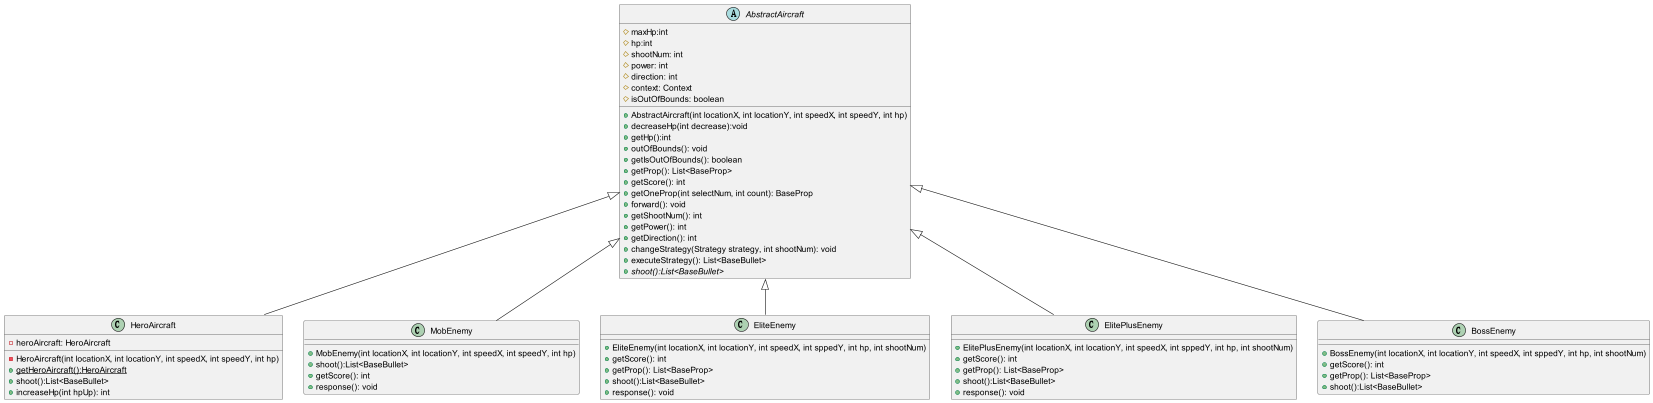 A AbstractAircraft
maxHp:int
hp:int
shootNum: int
power: int
direction: int
context: Context
isOutOfBounds: boolean
AbstractAircraft(int locationX, int locationY, int speedX, int speedY, int hp)
decreaseHp(int decrease):void
getHp():int
outOfBounds(): void
getIsOutOfBounds(): boolean
getProp(): List<BaseProp>
getScore(): int
getOneProp(int selectNum, int count): BaseProp
forward(): void
getShootNum(): int
getPower(): int
getDirection(): int
changeStrategy(Strategy strategy, int shootNum): void
executeStrategy(): List<BaseBullet>
shoot():List<BaseBullet>
C HeroAircraft
heroAircraft: HeroAircraft
HeroAircraft(int locationX, int locationY, int speedX, int speedY, int hp)
getHeroAircraft():HeroAircraft
shoot():List<BaseBullet>
increaseHp(int hpUp): int
C MobEnemy
MobEnemy(int locationX, int locationY, int speedX, int speedY, int hp)
shoot():List<BaseBullet>
getScore(): int
response(): void
C EliteEnemy
EliteEnemy(int locationX, int locationY, int speedX, int sppedY, int hp, int shootNum)
getScore(): int
getProp(): List<BaseProp>
shoot():List<BaseBullet>
response(): void
C ElitePlusEnemy
ElitePlusEnemy(int locationX, int locationY, int speedX, int sppedY, int hp, int shootNum)
getScore(): int
getProp(): List<BaseProp>
shoot():List<BaseBullet>
response(): void
C BossEnemy
BossEnemy(int locationX, int locationY, int speedX, int sppedY, int hp, int shootNum)
getScore(): int
getProp(): List<BaseProp>
shoot():List<BaseBullet>